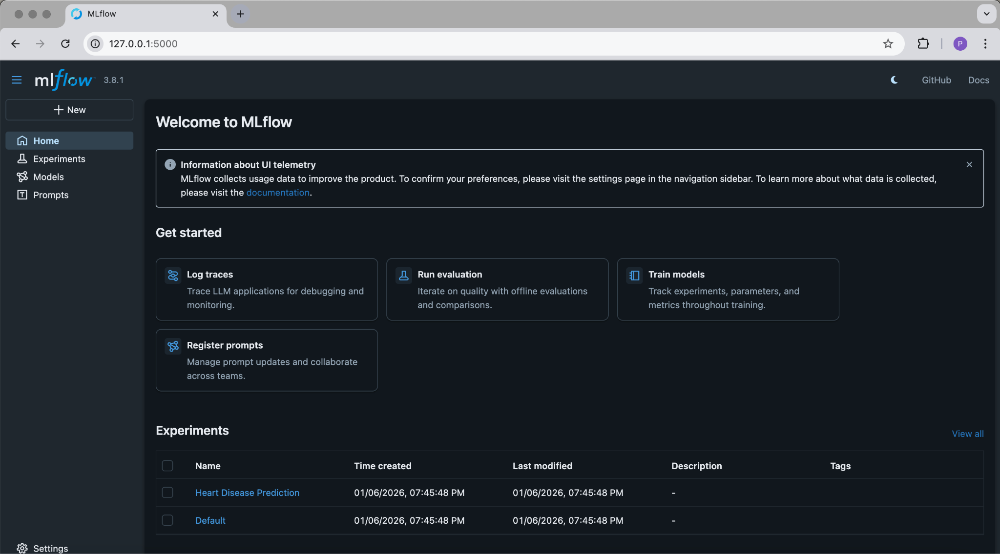 MLflow
127.0.0.1:5000
P
mlflow™ 3.8.1
GitHub
Docs
New
Home
Experiments
Models
Prompts
Settings
Welcome to MLflow
Information about UI telemetry
MLflow collects usage data to improve the product. To confirm your preferences, please visit the settings page in the navigation sidebar. To learn more about what data is collected,
please visit the documentation.
Get started
Log traces
Trace LLM applications for debugging and
monitoring.
Run evaluation
Iterate on quality with offline evaluations
and comparisons.
Train models
Track experiments, parameters, and
metrics throughout training.
Register prompts
Manage prompt updates and collaborate
across teams.
Experiments
View all
Name Time created Last modified Description Tags
Heart Disease Prediction 01/06/2026, 07:45:48 PM 01/06/2026, 07:45:48 PM -
Default 01/06/2026, 07:45:48 PM 01/06/2026, 07:45:48 PM -